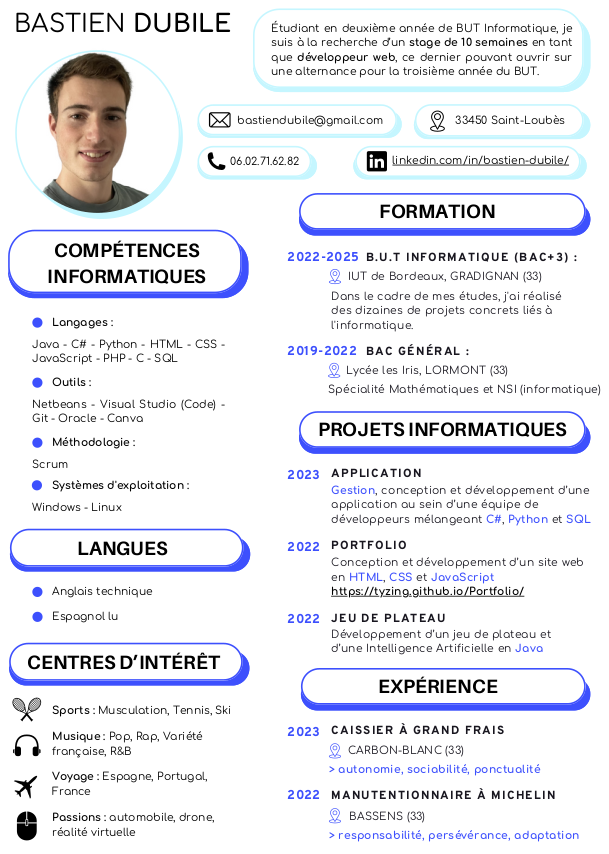 BASTIEN DUBILE
Étudiant en deuxième année de BUT Informatique, je
suis à la recherche d'un stage de 10 semaines en tant
que développeur web, ce dernier pouvant ouvrir sur
une alternance pour la troisième année du BUT.
bastiendubile@gmail.com
33450 Saint-Loubès
06.02.71.62.82
linkedin.com/in/bastien-dubile/
COMPÉTENCES
INFORMATIQUES
Langages :
Java - C# - Python - HTML - CSS -
JavaScript - PHP - C - SQL
Outils :
Netbeans - Visual Studio (Code) -
Git - Oracle - Canva
Méthodologie :
Scrum
Systèmes d'exploitation :
Windows - Linux
LANGUES
Anglais technique
Espagnol lu
CENTRES D'INTÉRÊT
Sports : Musculation, Tennis, Ski
Musique : Pop, Rap, Variété
française, R&B
Voyage : Espagne, Portugal,
France
Passions : automobile, drone,
réalité virtuelle
FORMATION
2022-2025 B.U.T INFORMATIQUE (BAC+3) :
IUT de Bordeaux, GRADIGNAN (33)
Dans le cadre de mes études, j'ai réalisé
des dizaines de projets concrets liés à
l'informatique.
2019-2022 BAC GÉNÉRAL :
Lycée les Iris, LORMONT (33)
Spécialité Mathématiques et NSI (informatique)
PROJETS INFORMATIQUES
2023 APPLICATION
Gestion, conception et développement d'une
application au sein d'une équipe de
développeurs mélangeant C#, Python et SQL
2022 PORTFOLIO
Conception et développement d'un site web
en HTML, CSS et JavaScript
https://tyzing.github.io/Portfolio/
2022 JEU DE PLATEAU
Développement d'un jeu de plateau et
d'une Intelligence Artificielle en Java
EXPÉRIENCE
2023 CAISSIER À GRAND FRAIS
CARBON-BLANC (33)
> autonomie, sociabilité, ponctualité
2022 MANUTENTIONNAIRE À MICHELIN
BASSENS (33)
> responsabilité, persévérance, adaptation